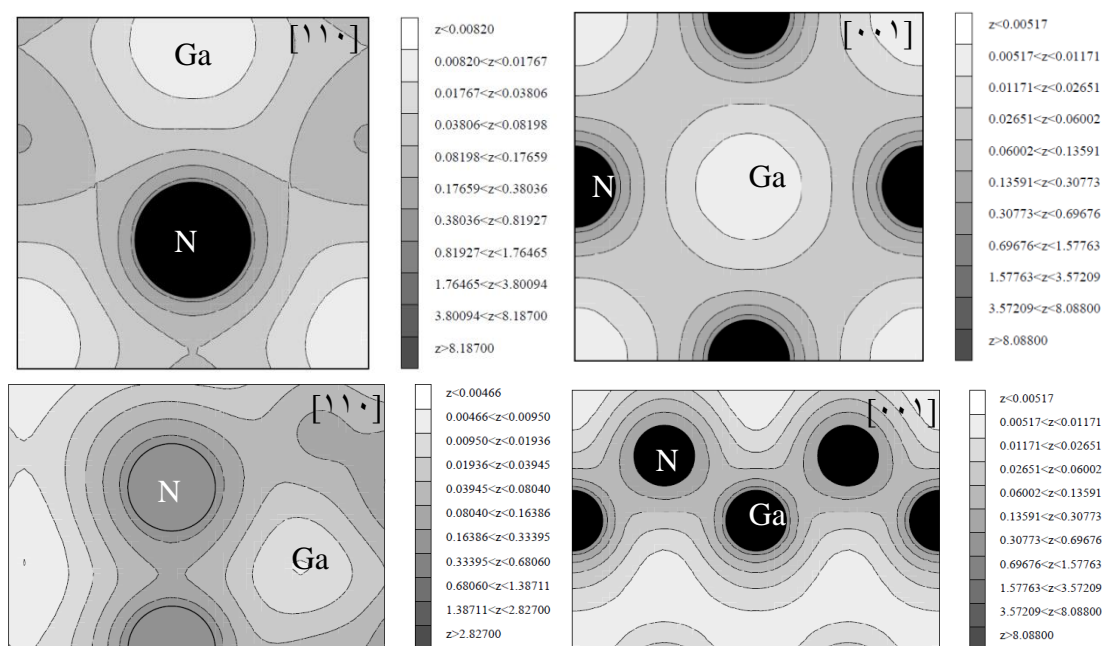 [۱۱۰]
Ga
N
z<0.00820
0.00820<z<0.01767
0.01767<z<0.03806
0.03806<z<0.08198
0.08198<z<0.17659
0.17659<z<0.38036
0.38036<z<0.81927
0.81927<z<1.76465
1.76465<z<3.80094
3.80094<z<8.18700
z>8.18700
[۰۰۱]
N
Ga
z<0.00517
0.00517<z<0.01171
0.01171<z<0.02651
0.02651<z<0.06002
0.06002<z<0.13591
0.13591<z<0.30773
0.30773<z<0.69676
0.69676<z<1.57763
1.57763<z<3.57209
3.57209<z<8.08800
z>8.08800
[۱۱۰]
N
Ga
z<0.00466
0.00466<z<0.00950
0.00950<z<0.01936
0.01936<z<0.03945
0.03945<z<0.08040
0.08040<z<0.16386
0.16386<z<0.33395
0.33395<z<0.68060
0.68060<z<1.38711
1.38711<z<2.82700
z>2.82700
[۰۰۱]
N
Ga
z<0.00517
0.00517<z<0.01171
0.01171<z<0.02651
0.02651<z<0.06002
0.06002<z<0.13591
0.13591<z<0.30773
0.30773<z<0.69676
0.69676<z<1.57763
1.57763<z<3.57209
3.57209<z<8.08800
z>8.08800